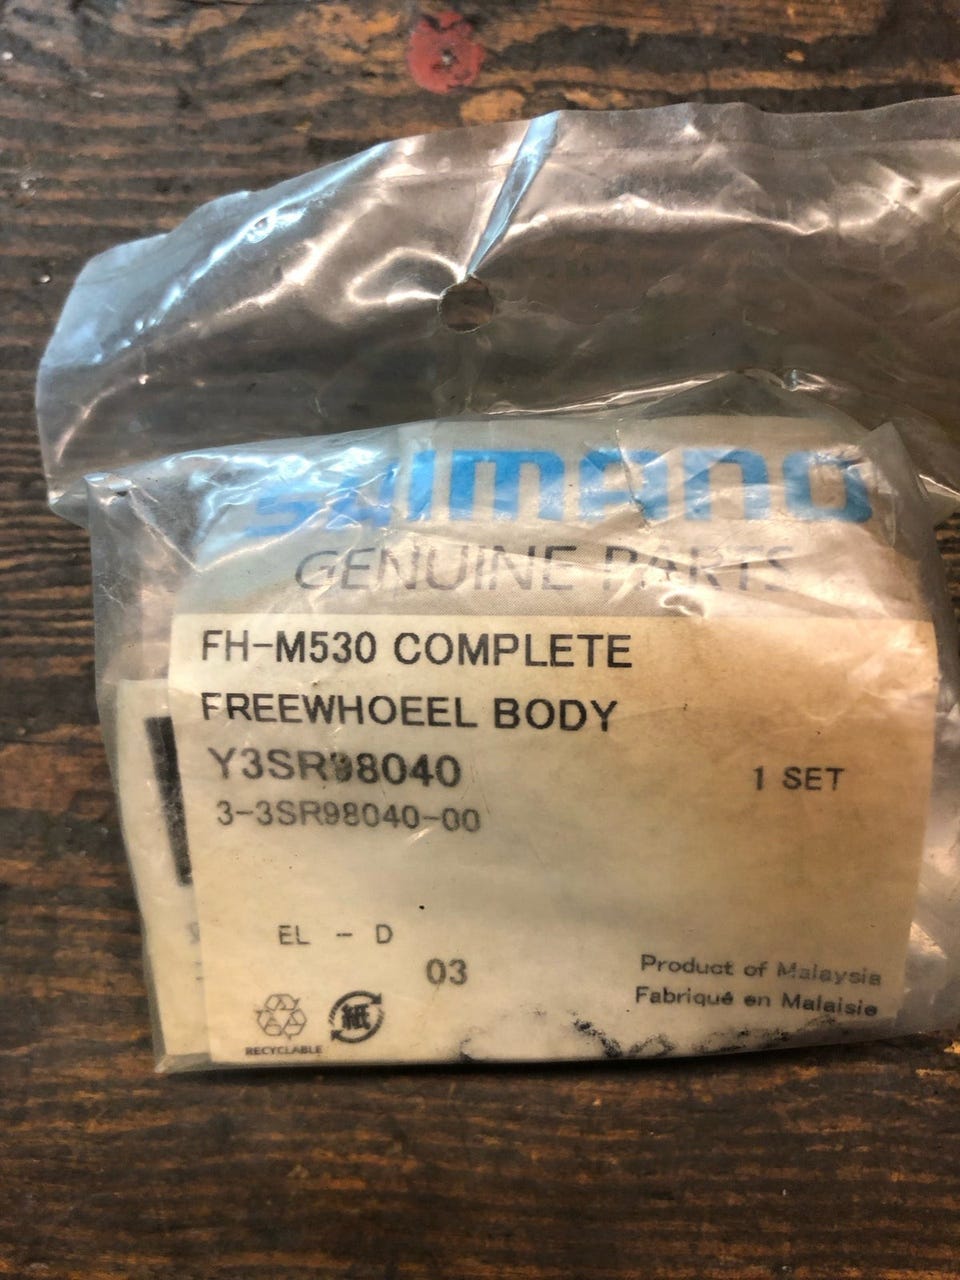 SHIMANO
GENUINE PARTS
FH-M530 COMPLETE
FREEWHOEEL BODY
Y3SR98040
1 SET
3-3SR98040-00
EL - D
03
Product of Malaysia
Fabriqué en Malaisie
紙
RECYCLABLE